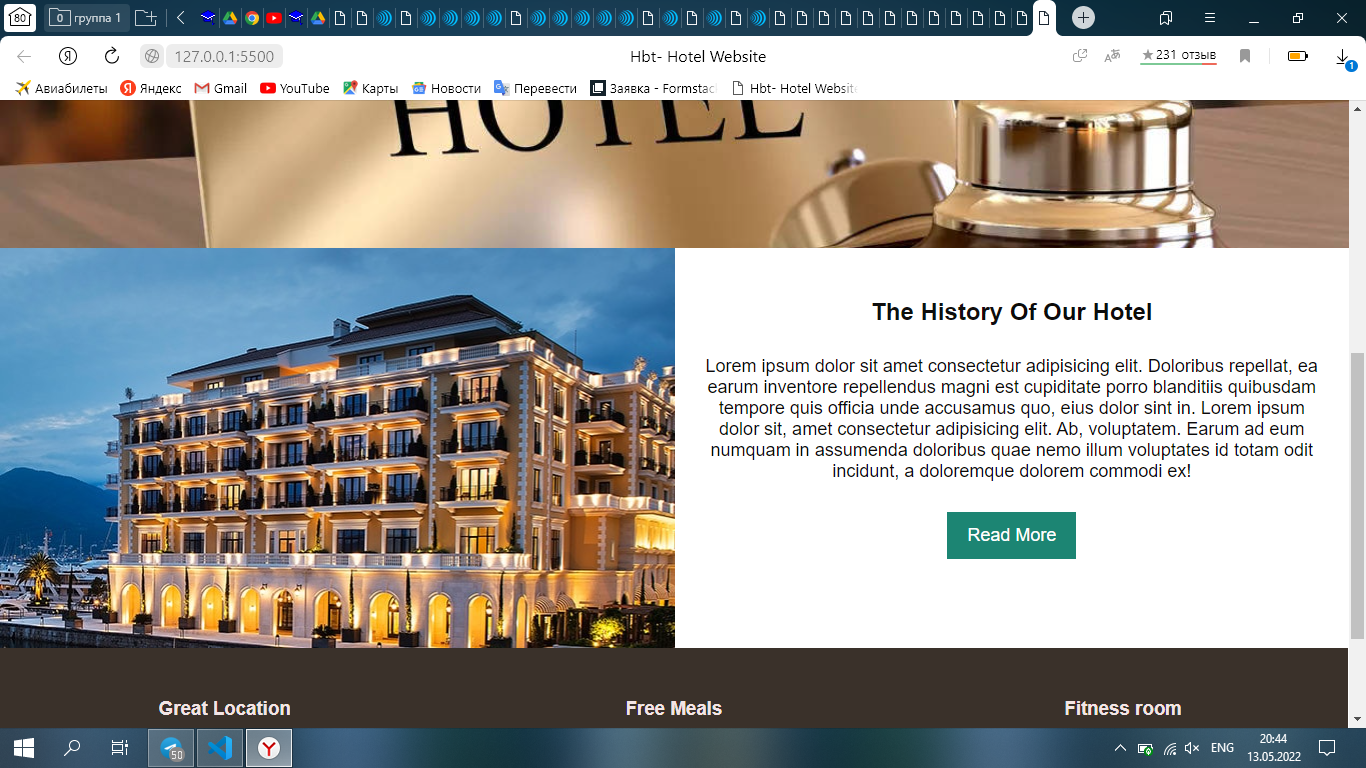 80
0 группа 1
127.0.0.1:5500
Hbt- Hotel Website
231 отзыв
1
Авиабилеты
Яндекс
Gmail
YouTube
Карты
Новости
Перевести
Заявка - Formstac
Hbt- Hotel Website
HOTEL
The History Of Our Hotel
Lorem ipsum dolor sit amet consectetur adipisicing elit. Doloribus repellat, ea
earum inventore repellendus magni est cupiditate porro blanditiis quibusdam
tempore quis officia unde accusamus quo, eius dolor sint in. Lorem ipsum
dolor sit, amet consectetur adipisicing elit. Ab, voluptatem. Earum ad eum
numquam in assumenda doloribus quae nemo illum voluptates id totam odit
incidunt, a doloremque dolorem commodi ex!
Read More
Great Location
Free Meals
Fitness room
50
ENG
20:44
13.05.2022